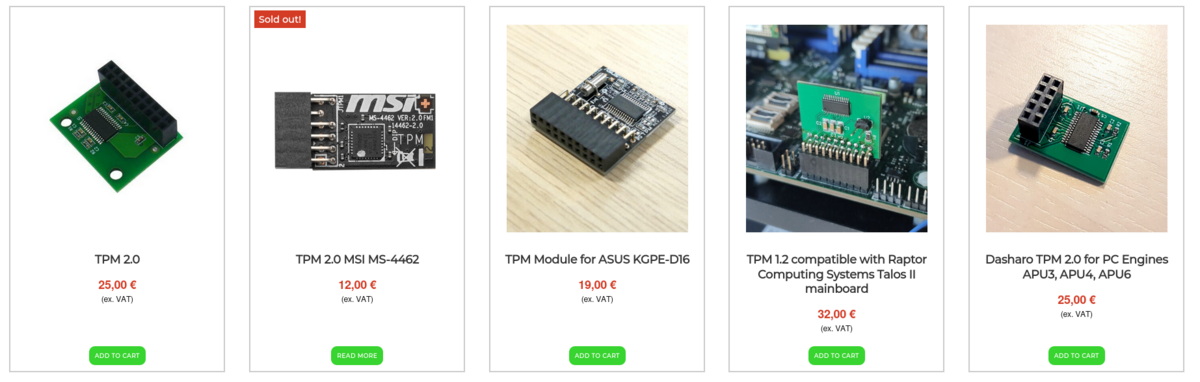 TPM 2.0
25,00 €
(ex. VAT)
ADD TO CART
Sold out!
msi
MS-4462 VER:2.0
14462-2.0
TPM
TPM 2.0 MSI MS-4462
12,00 €
(ex. VAT)
READ MORE
TPM Module for ASUS KGPE-D16
19,00 €
(ex. VAT)
ADD TO CART
TPM 1.2 compatible with Raptor
Computing Systems Talos II
mainboard
32,00 €
(ex. VAT)
ADD TO CART
Dasharo TPM 2.0 for PC Engines
APU3, APU4, APU6
25,00 €
(ex. VAT)
ADD TO CART